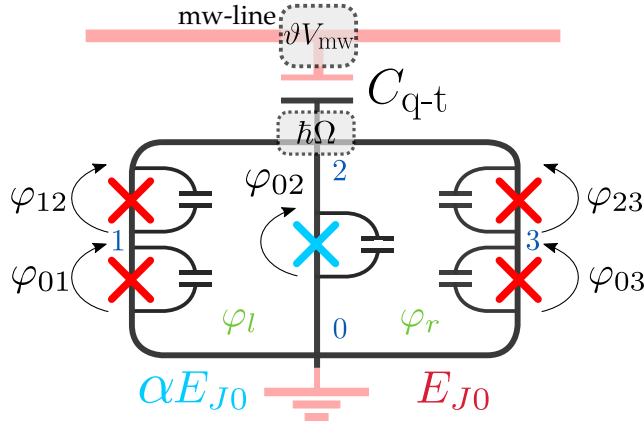 mw-line
ϑV_mw
C_q-t
ħΩ
φ_12
φ_02
2
φ_23
1
3
φ_01
φ_03
φ_l
0
φ_r
αE_J0
E_J0